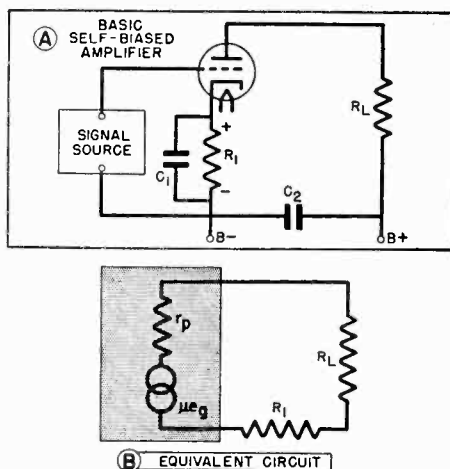 A
BASIC
SELF-BIASED
AMPLIFIER
SIGNAL
SOURCE
+
C1
R1
−
RL
C2
B−
B+
rp
μeg
RL
R1
B EQUIVALENT CIRCUIT